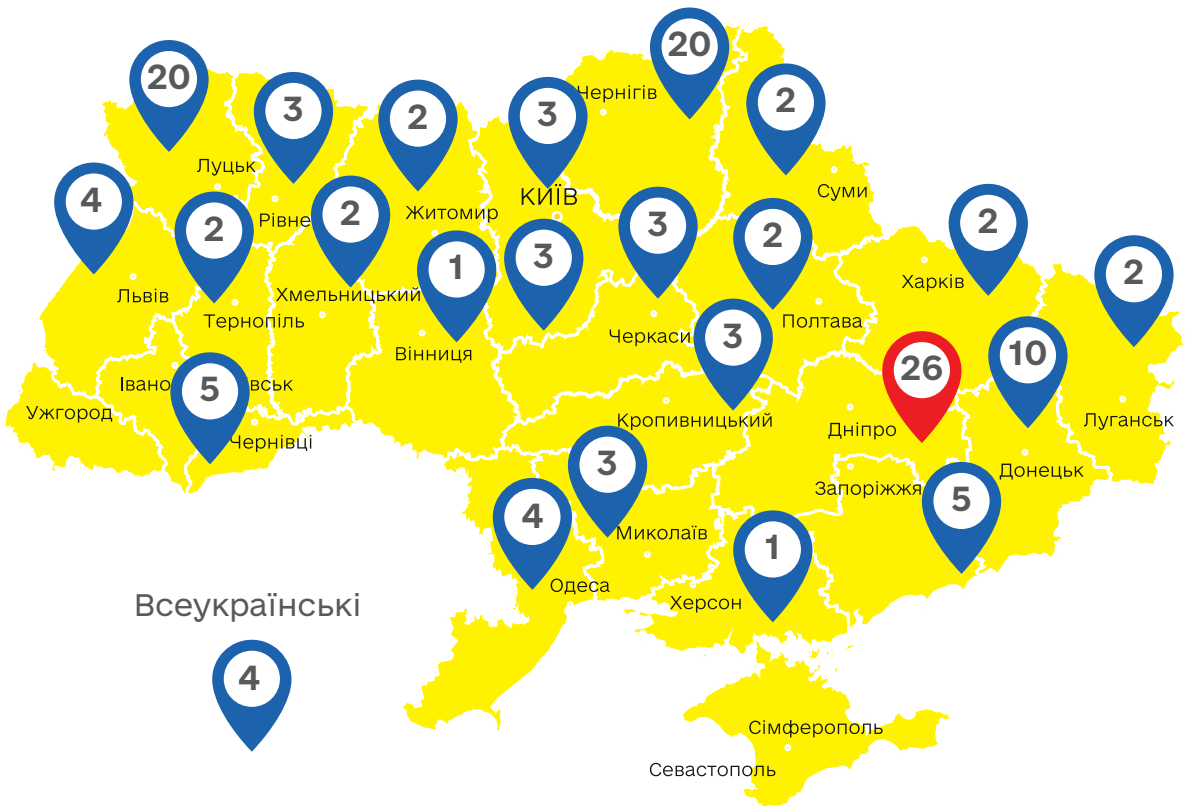 20
20
3
2
3
2
Чернігів
Луцьк
Суми
4
2
2
КИЇВ
3
2
2
Рівне
Житомир
1
3
2
Львів
Хмельницький
Харків
Тернопіль
Черкаси
Полтава
3
10
26
Вінниця
Івано
вськ
5
Ужгород
Чернівці
Кропивницький
Дніпро
Луганськ
3
Донецьк
Запоріжжя
5
4
Миколаїв
1
Одеса
Херсон
Всеукраїнські
4
Сімферополь
Севастополь